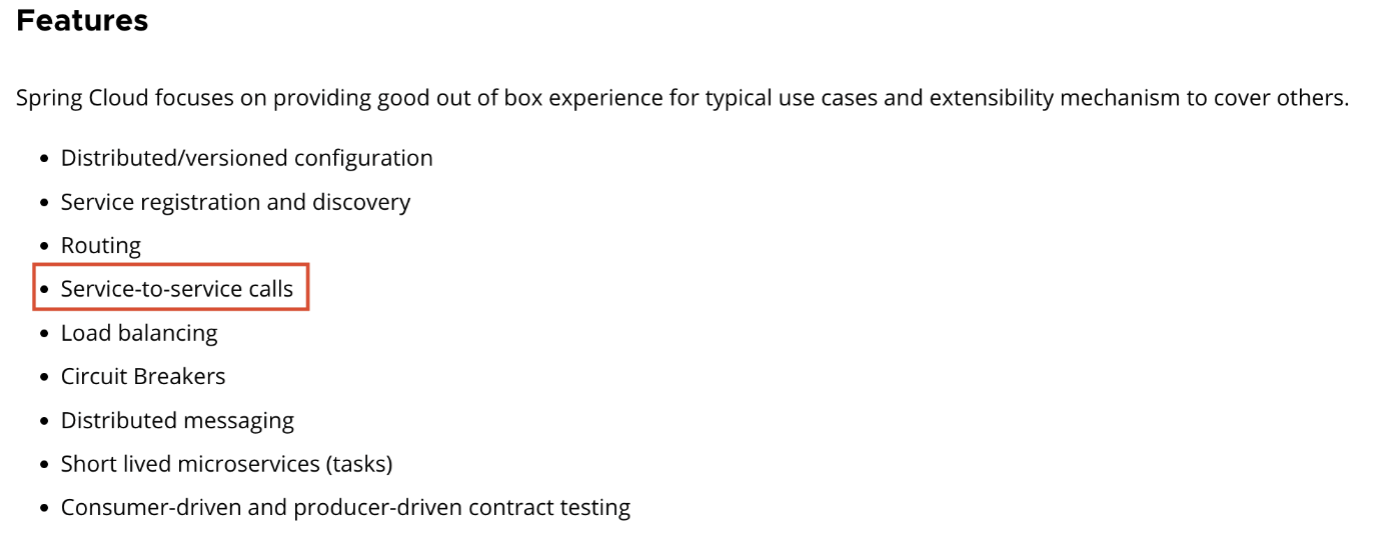 Features
Spring Cloud focuses on providing good out of box experience for typical use cases and extensibility mechanism to cover others.
• Distributed/versioned configuration
• Service registration and discovery
• Routing
• Service-to-service calls
• Load balancing
• Circuit Breakers
• Distributed messaging
• Short lived microservices (tasks)
• Consumer-driven and producer-driven contract testing